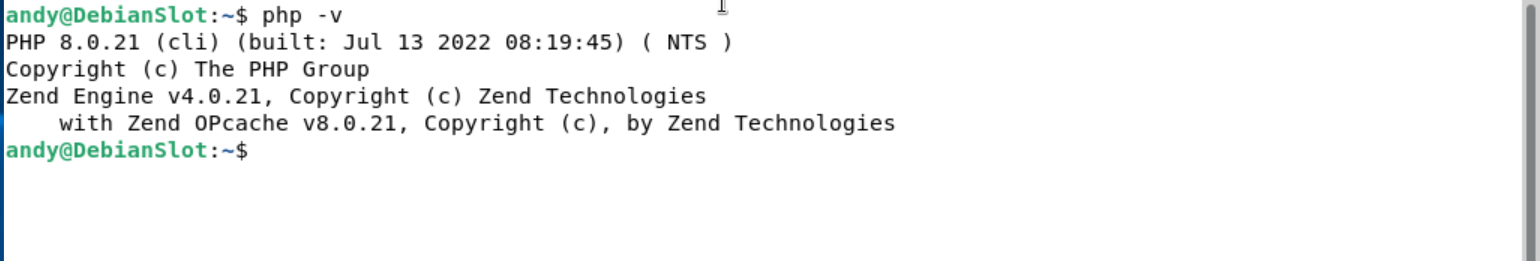 andy@DebianSlot:~$ php -v
PHP 8.0.21 (cli) (built: Jul 13 2022 08:19:45) ( NTS )
Copyright (c) The PHP Group
Zend Engine v4.0.21, Copyright (c) Zend Technologies
    with Zend OPcache v8.0.21, Copyright (c), by Zend Technologies
andy@DebianSlot:~$